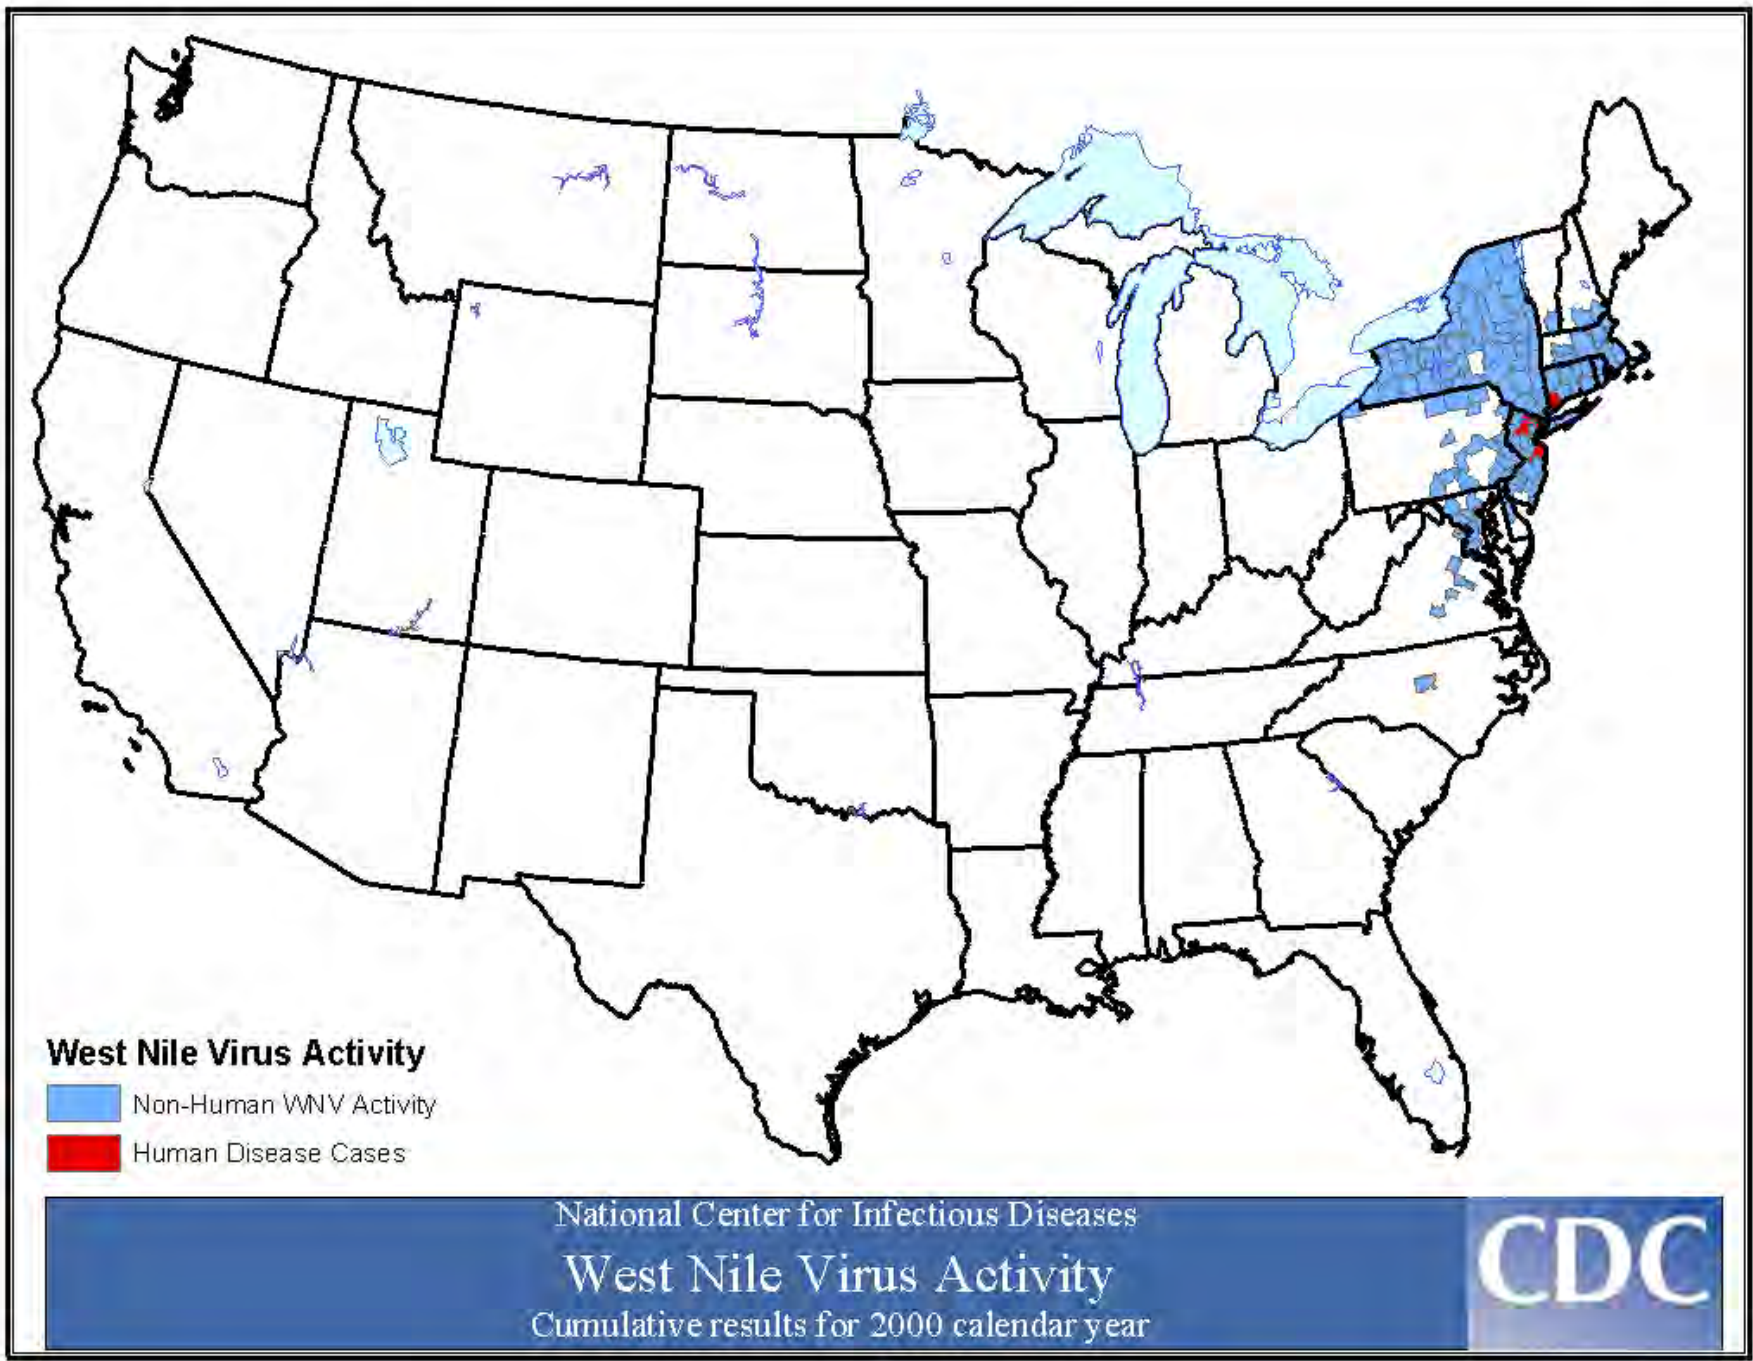 West Nile Virus Activity
Non-Human WNV Activity
Human Disease Cases
National Center for Infectious Diseases
West Nile Virus Activity
Cumulative results for 2000 calendar year
CDC